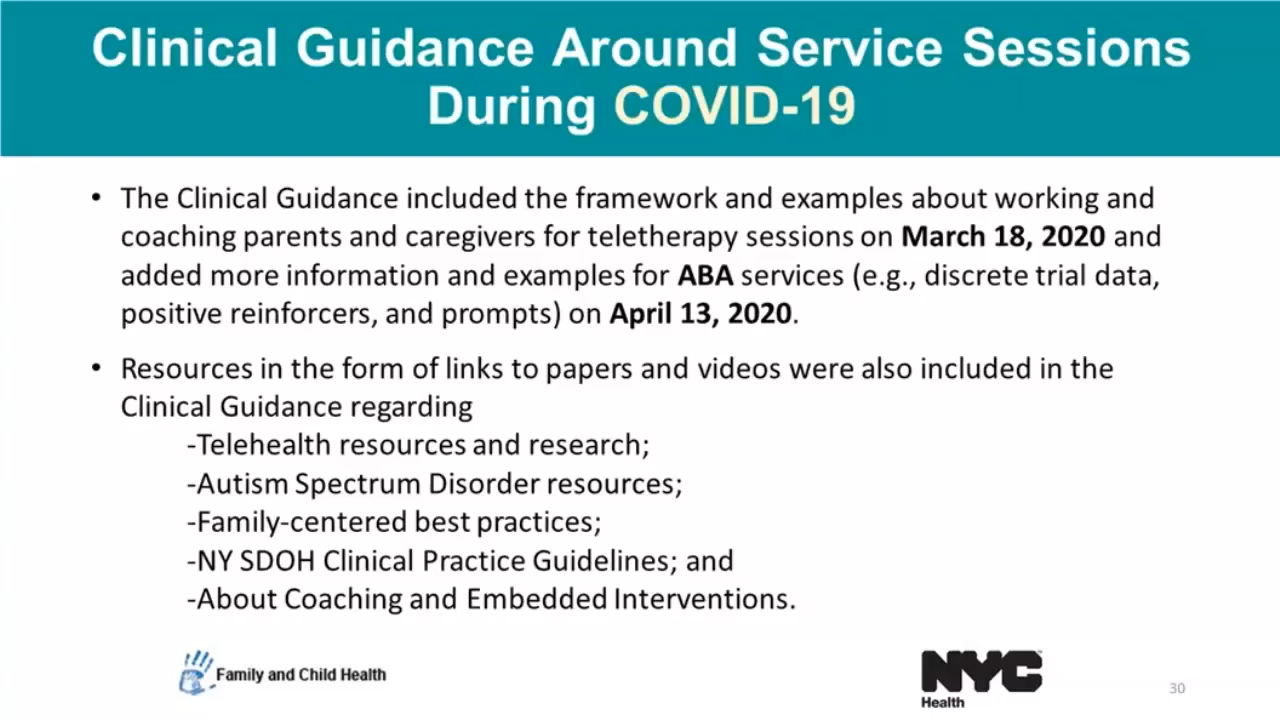 Clinical Guidance Around Service Sessions
During COVID-19
• The Clinical Guidance included the framework and examples about working and
coaching parents and caregivers for teletherapy sessions on March 18, 2020 and
added more information and examples for ABA services (e.g., discrete trial data,
positive reinforcers, and prompts) on April 13, 2020.
• Resources in the form of links to papers and videos were also included in the
Clinical Guidance regarding
-Telehealth resources and research;
-Autism Spectrum Disorder resources;
-Family-centered best practices;
-NY SDOH Clinical Practice Guidelines; and
-About Coaching and Embedded Interventions.
Family and Child Health
NYC
Health
30